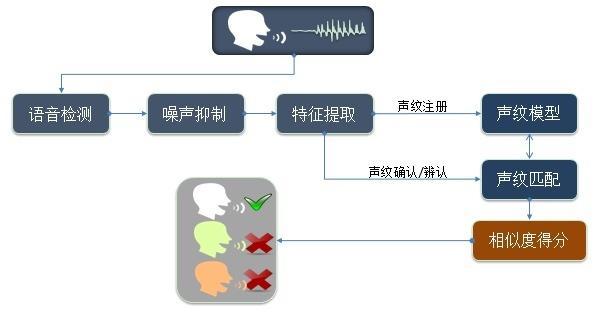 语音检测
噪声抑制
特征提取
声纹注册
声纹模型
声纹确认/辨认
声纹匹配
相似度得分